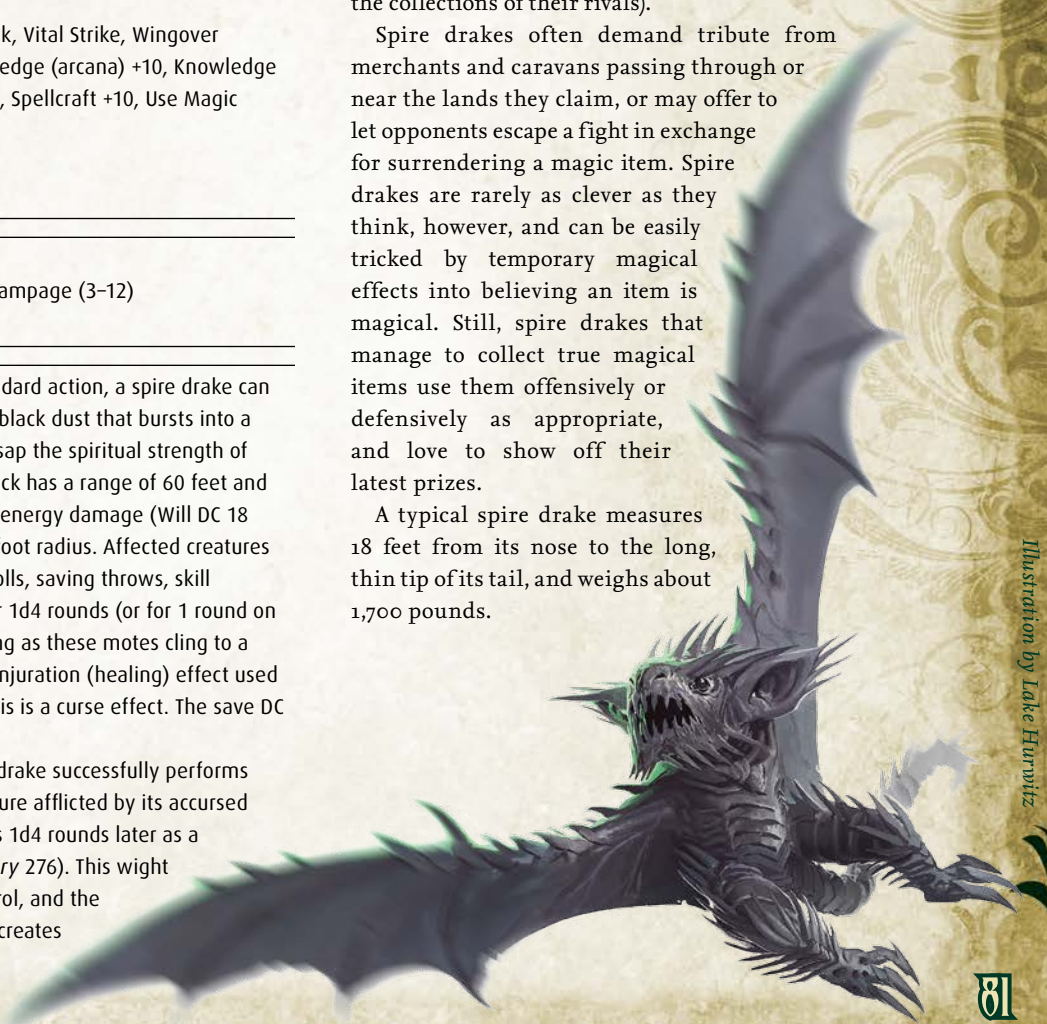 k, Vital Strike, Wingover
edge (arcana) +10, Knowledge
, Spellcraft +10, Use Magic
ampage (3–12)
dard action, a spire drake can
black dust that bursts into a
sap the spiritual strength of
ck has a range of 60 feet and
energy damage (Will DC 18
foot radius. Affected creatures
olls, saving throws, skill
r 1d4 rounds (or for 1 round on
ng as these motes cling to a
njuration (healing) effect used
is is a curse effect. The save DC
drake successfully performs
ure afflicted by its accursed
s 1d4 rounds later as a
ry 276). This wight
rol, and the
creates
the collections of their rivals).
Spire drakes often demand tribute from
merchants and caravans passing through or
near the lands they claim, or may offer to
let opponents escape a fight in exchange
for surrendering a magic item. Spire
drakes are rarely as clever as they
think, however, and can be easily
tricked by temporary magical
effects into believing an item is
magical. Still, spire drakes that
manage to collect true magical
items use them offensively or
defensively as appropriate,
and love to show off their
latest prizes.
A typical spire drake measures
18 feet from its nose to the long,
thin tip of its tail, and weighs about
1,700 pounds.
Illustration by Lake Hurwitz
81